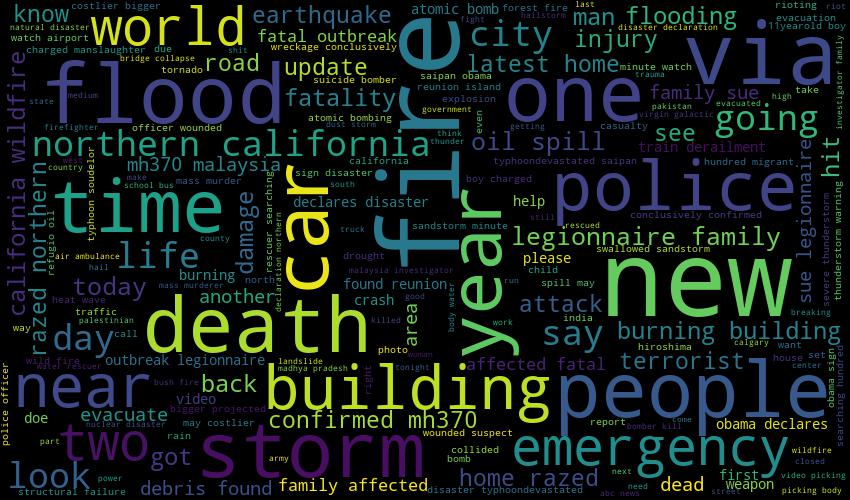 know
costlier bigger
world
earthquake
atomic bomb
forest fire
last
rioting
riot
natural disaster
watch airport
fatal outbreak
fire
fight
hailstorm
man
flooding
disaster declaration
evacuation
11yearold boy
charged manslaughter
due
shit
wreckage conclusively
city
injury
via
bridge collapse
tornado
road
update
latest home
minute watch
flood
suicide bomber
saipan obama
reunion island
trauma
family sue
fatality
explosion
one
pakistan
evacuated
high
take
state
medium
atomic bombing
government
virgin galactic
investigator family
california wildfire
firefighter
officer wounded
dust storm
even
getting
casualty
street
going
northern california
think
thunder
oil spill
see
train derailment
hit
west
country
school bus
mh370 malaysia
california
typhoondevastated saipan
hundred migrant
make
mass murder
sign disaster
boy charged
police
south
time
car
declares disaster
year
help
conclusively confirmed
typhoon soudelor
rescuer searching
truck
sandstorm minute
still
rescued
sue legionnaire
thunderstorm warning
severe thunderstorm
razed northern
refugio oil
damage
county
drought
legionnaire family
air ambulance
life
malaysia investigator
please
swallowed sandstorm
hail
burning
north
found reunion
child
run
new
heat wave
mass murderer
today
another
declaration northern
crash
good
body water
spill may
traffic
palestinian
death
killed
area
work
attack
india
breaking
way
day
call
photo
woman
say
burning building
hiroshima
calgary
want
wild fire
water rescuer
outbreak legionnaire
landslide
madhya pradesh
tonight
affected fatal
terrorist
house
set
center
obama sign
searching hundred
near
bush fire
back
right
building
people
police officer
video
doe
evacuate
bigger projected
confirmed mh370
report
bomber kill
come
obama declares
nuclear disaster
may costlier
two
rain
storm
wounded suspect
emergency
wildfire
part
got
army
collided
bomb
next
closed
look
video
power
home razed
first
weapon
structural failure
debris found
family affected
disaster typhoondevastated
abc news
need
dead
street
picking body